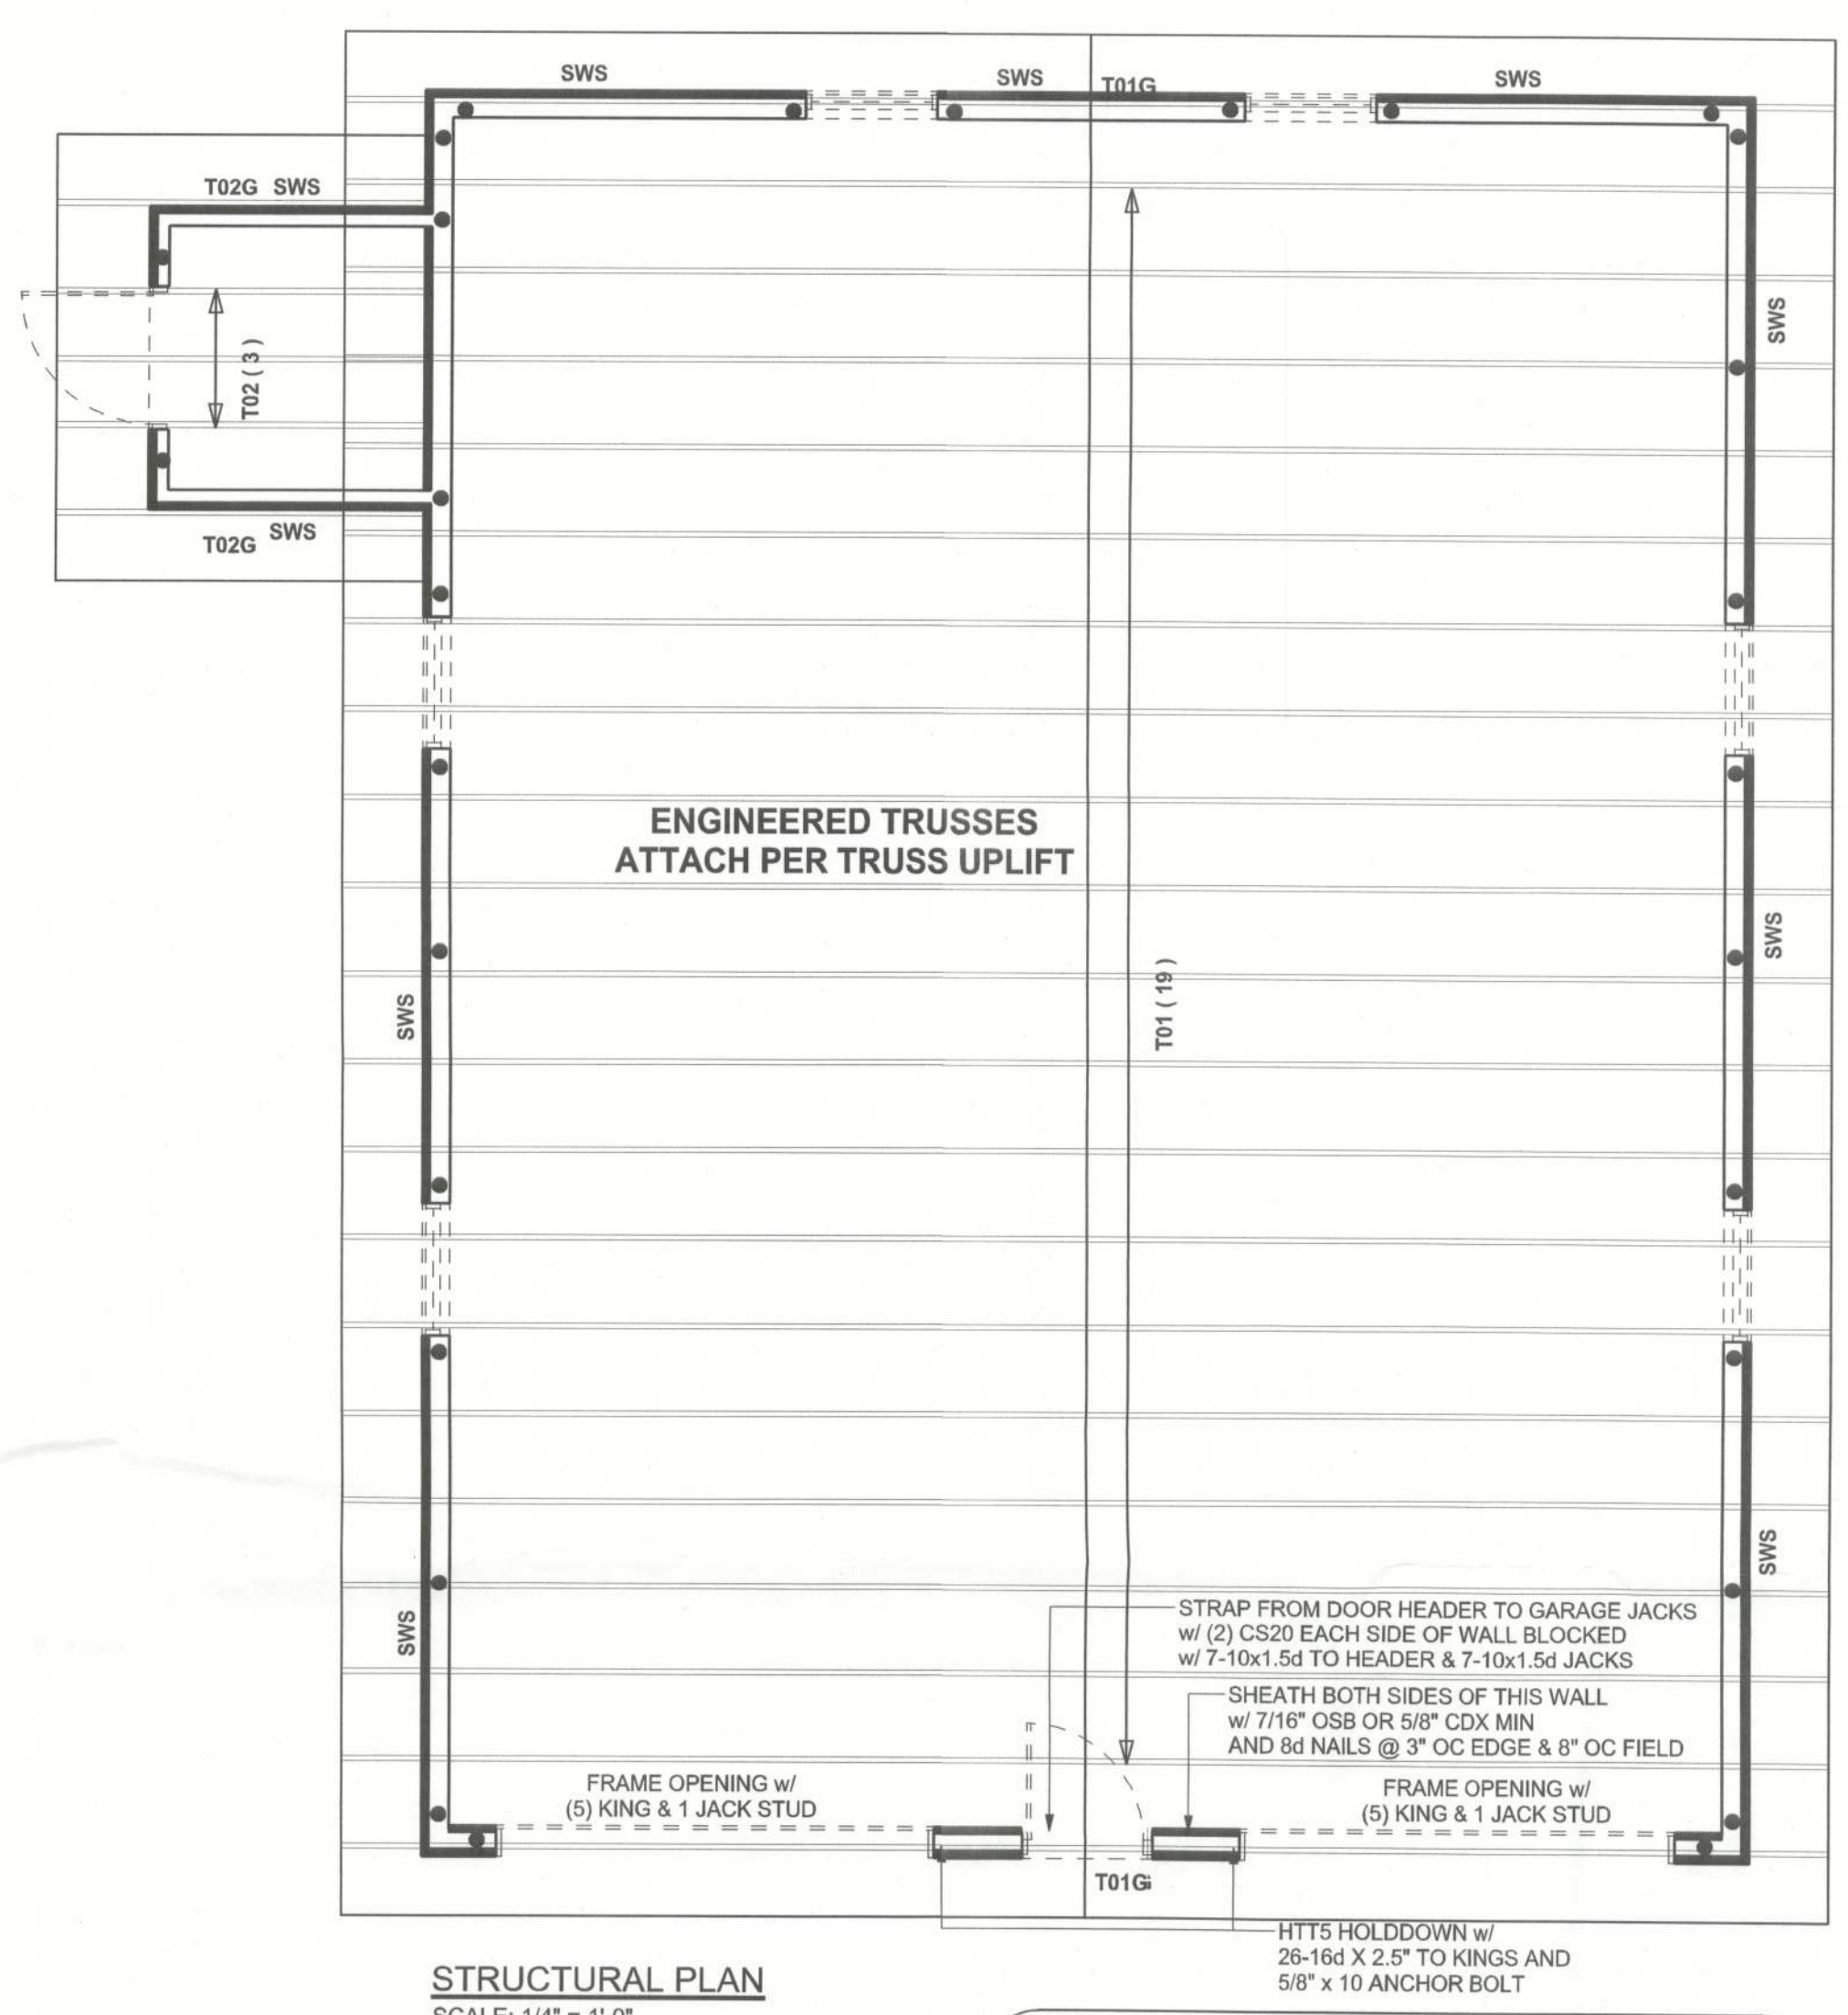 SWS
SWS
T01G
SWS
T02G SWS
SWS
T02 ( 3 )
T02G SWS
ENGINEERED TRUSSES
ATTACH PER TRUSS UPLIFT
SWS
SWS
T01 ( 19 )
SWS
SWS
STRAP FROM DOOR HEADER TO GARAGE JACKS
w/ (2) CS20 EACH SIDE OF WALL BLOCKED
w/ 7-10x1.5d TO HEADER & 7-10x1.5d JACKS
SHEATH BOTH SIDES OF THIS WALL
w/ 7/16" OSB OR 5/8" CDX MIN
AND 8d NAILS @ 3" OC EDGE & 8" OC FIELD
FRAME OPENING w/
(5) KING & 1 JACK STUD
FRAME OPENING w/
(5) KING & 1 JACK STUD
T01G
HTT5 HOLDDOWN w/
26-16d X 2.5" TO KINGS AND
5/8" x 10 ANCHOR BOLT
STRUCTURAL PLAN
SCALE: 1/4" = 1'-0"